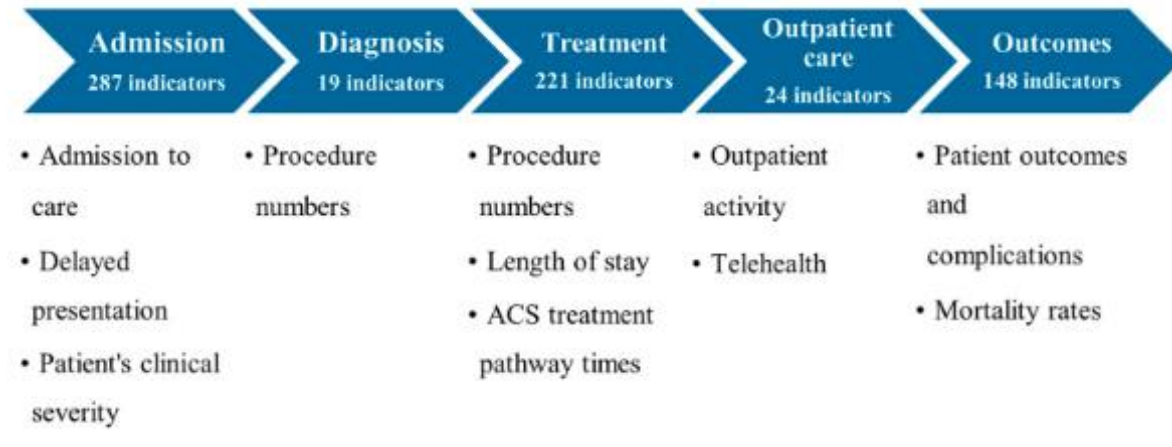 Admission
287 indicators
Diagnosis
19 indicators
Treatment
221 indicators
Outpatient
care
24 indicators
Outcomes
148 indicators
• Admission to
care
• Delayed
presentation
• Patient's clinical
severity
• Procedure
numbers
• Procedure
numbers
• Length of stay
• ACS treatment
pathway times
• Outpatient
activity
• Telehealth
• Patient outcomes
and
complications
• Mortality rates